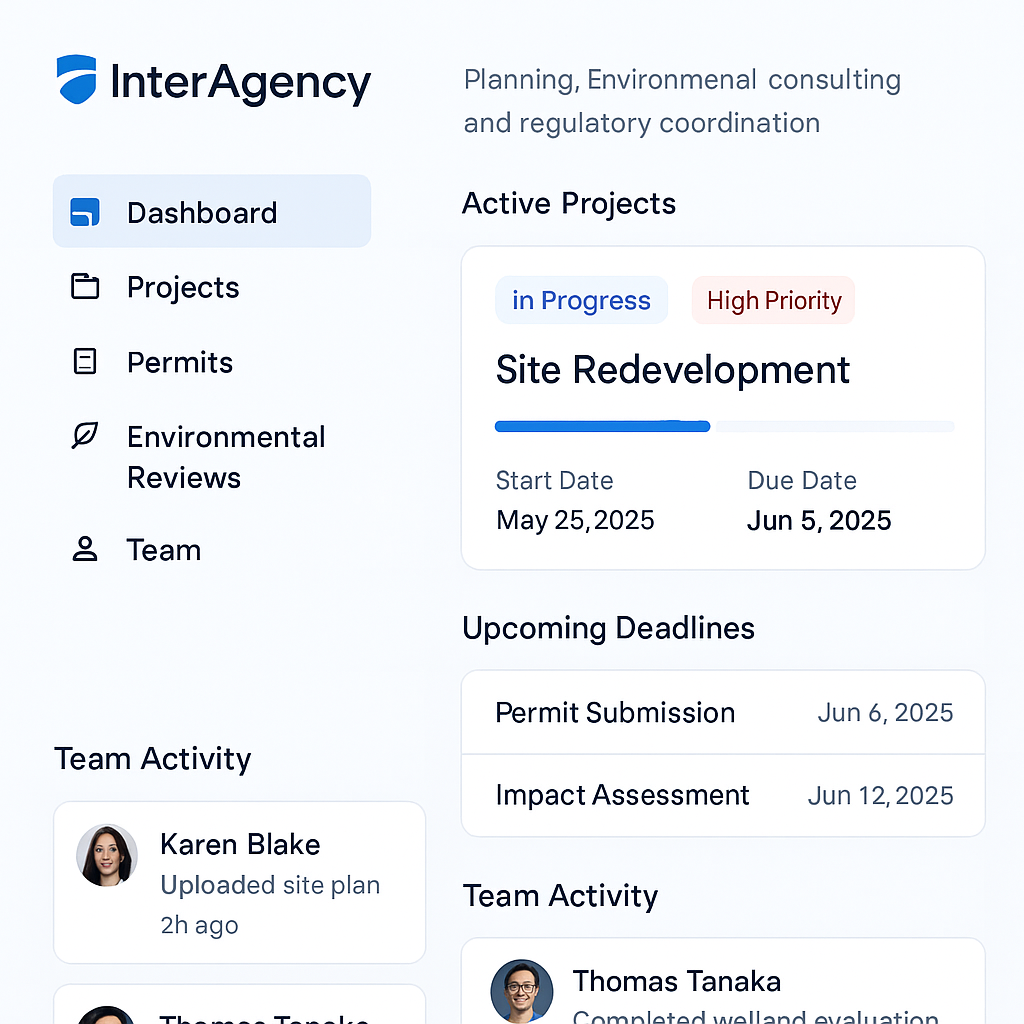 InterAgency
Dashboard
Projects
Permits
Environmental
Reviews
Team
Team Activity
Karen Blake
Uploaded site plan
2h ago
Thomas Tanake
Planning, Environmenal consulting
and regulatory coordination
Active Projects
in Progress
High Priority
Site Redevelopment
Start Date
May 25, 2025
Due Date
Jun 5, 2025
Upcoming Deadlines
Permit Submission
Jun 6, 2025
Impact Assessment
Jun 12, 2025
Team Activity
Thomas Tanaka
Completed welland evaluation